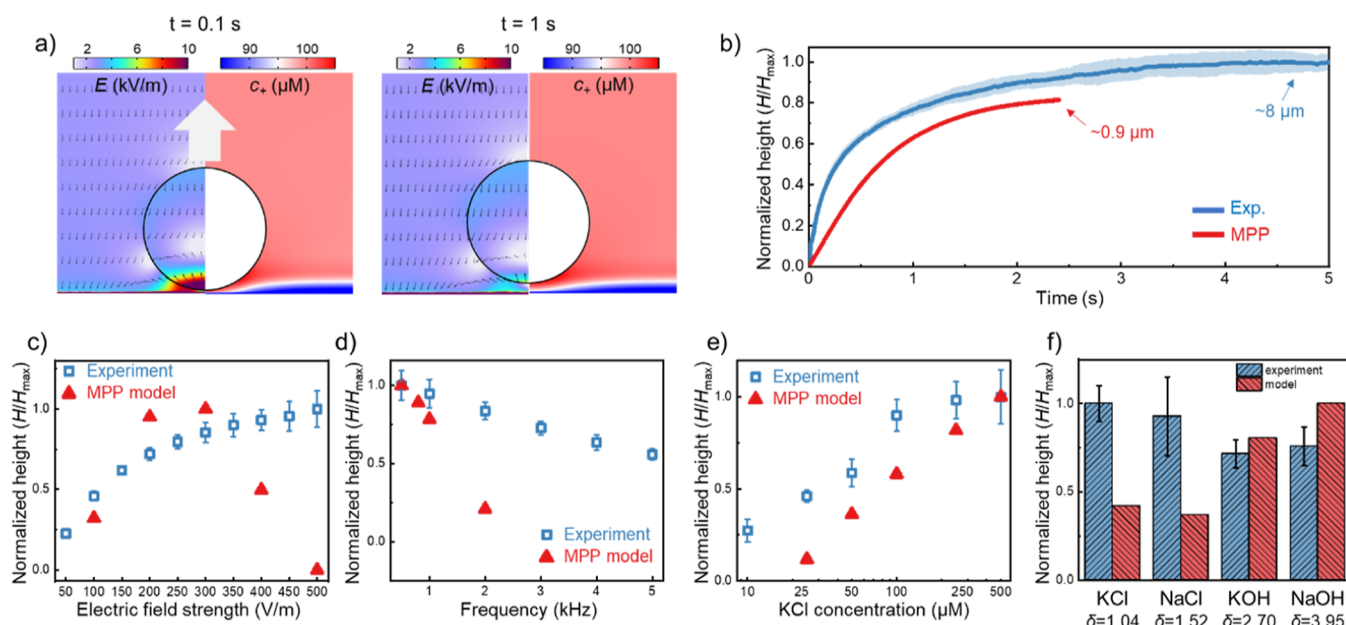 t = 0.1 s
t = 1 s
a)
2 6 10 90 100
2 6 10 90 100
E (kV/m) c₊ (µM)
E (kV/m) c₊ (µM)
b)
Normalized height (H/Hmax)
1.0
0.8
0.6
0.4
0.2
0.0
~8 µm
~0.9 µm
Exp.
MPP
0 1 2 3 4 5
Time (s)
c)
Normalized height (H/Hmax)
Experiment
MPP model
1.0
0.5
0.0
50 100 150 200 250 300 350 400 450 500
Electric field strength (V/m)
d)
Normalized height (H/Hmax)
1.0
0.5
0.0
Experiment
MPP model
1 2 3 4 5
Frequency (kHz)
e)
Normalized height (H/Hmax)
Experiment
MPP model
1.0
0.5
0.0
10 25 50 100 250 500
KCl concentration (µM)
f)
Normalized height (H/Hmax)
experiment
model
1.0
0.5
0.0
KCl NaCl KOH NaOH
δ=1.04 δ=1.52 δ=2.70 δ=3.95